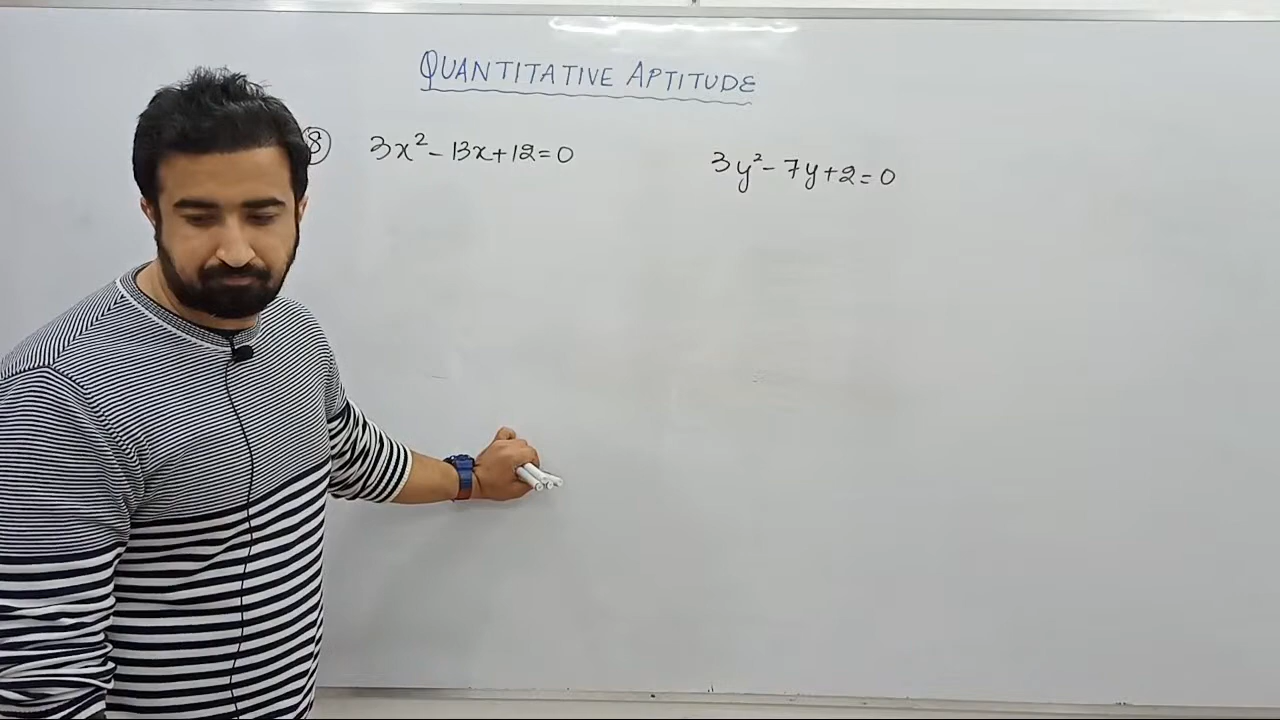 QUANTITATIVE APTITUDE
8 3x² - 13x + 12 = 0 3y² - 7y + 2 = 0